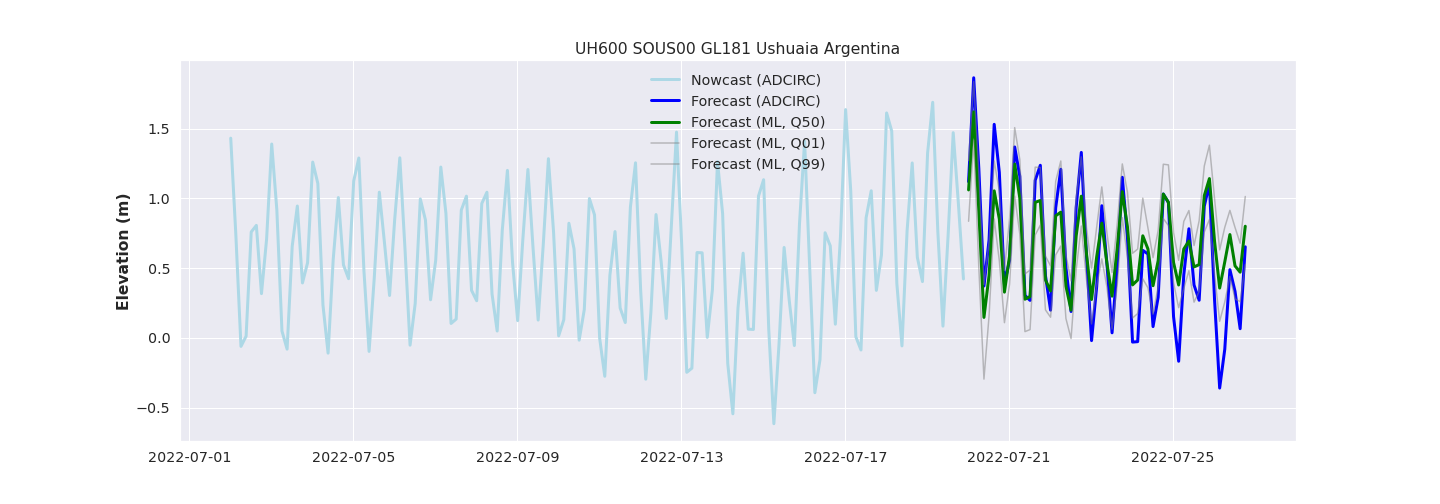 UH600 SOUS00 GL181 Ushuaia Argentina
Nowcast (ADCIRC)
Forecast (ADCIRC)
Forecast (ML, Q50)
Forecast (ML, Q01)
Forecast (ML, Q99)
Elevation (m)
1.5
1.0
0.5
0.0
−0.5
2022-07-01 2022-07-05 2022-07-09 2022-07-13 2022-07-17 2022-07-21 2022-07-25